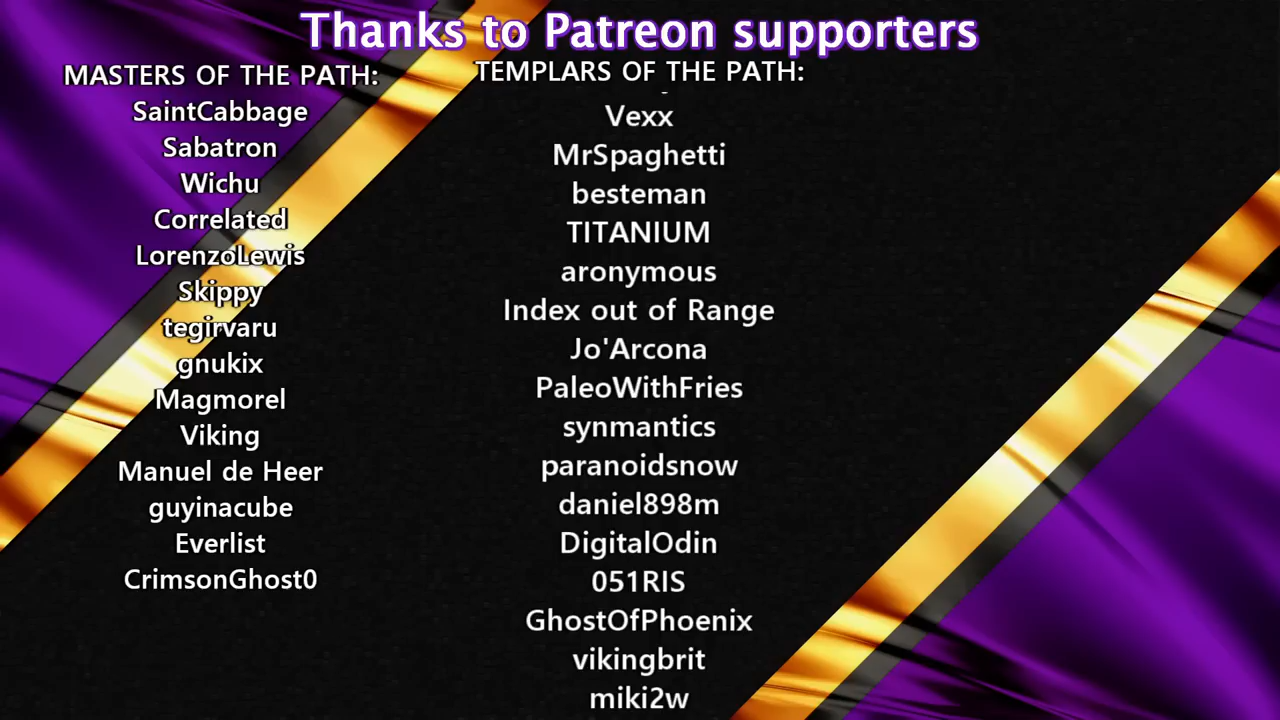 Thanks to Patreon supporters
MASTERS OF THE PATH:
SaintCabbage
Sabatron
Wichu
Correlated
LorenzoLewis
Skippy
tegirvaru
gnukix
Magmorel
Viking
Manuel de Heer
guyinacube
Everlist
CrimsonGhost0
TEMPLARS OF THE PATH:
Vexx
MrSpaghetti
besteman
TITANIUM
aronymous
Index out of Range
Jo'Arcona
PaleoWithFries
synmantics
paranoidsnow
daniel898m
DigitalOdin
051RIS
GhostOfPhoenix
vikingbrit
miki2w